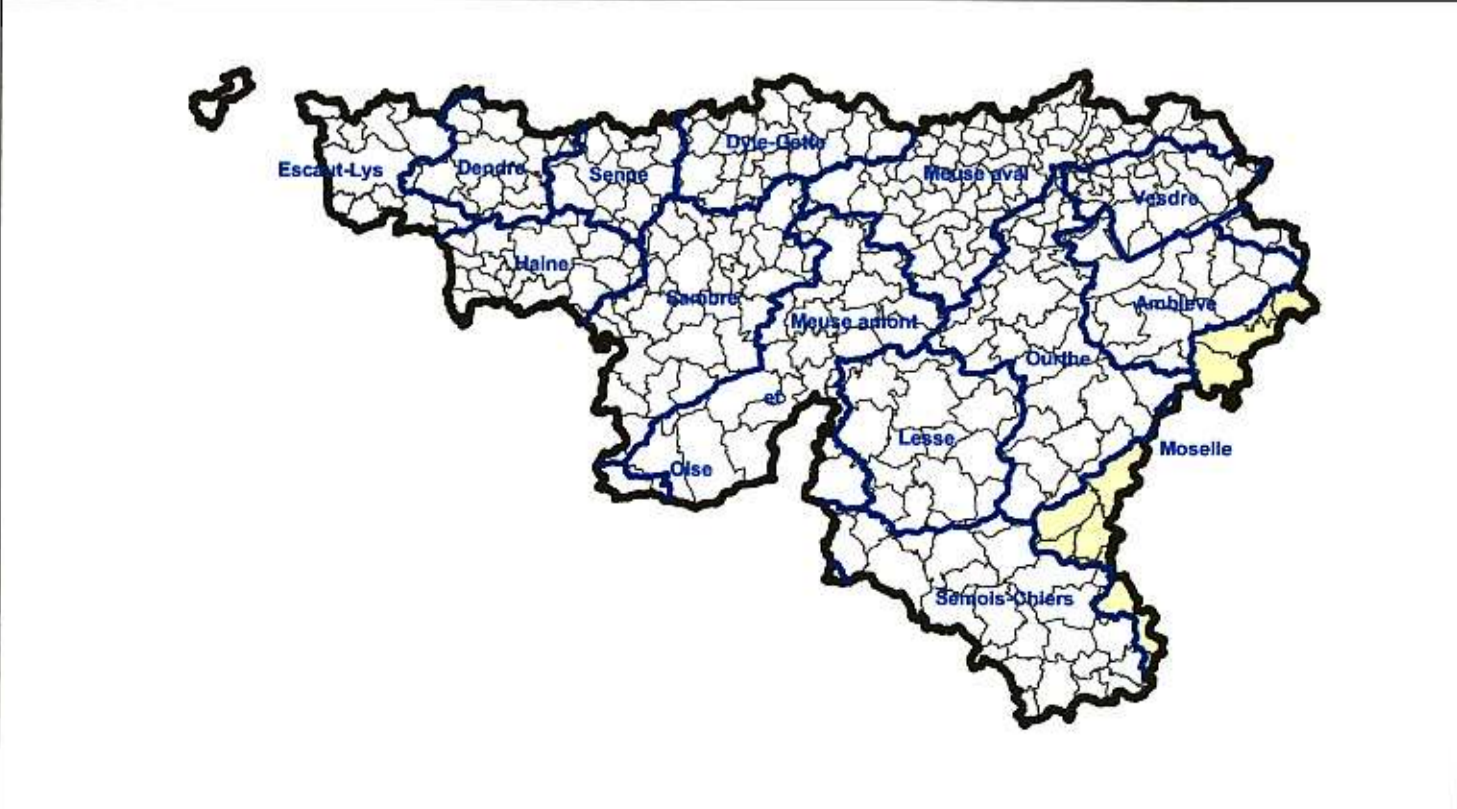 Escaut-Lys
Dendre
Senne
Dyle-Gette
Meuse aval
Vesdre
Haine
Sambre
Meuse amont
Amblève
Ourthe
et
Lesse
Oise
Moselle
Semois-Chiers